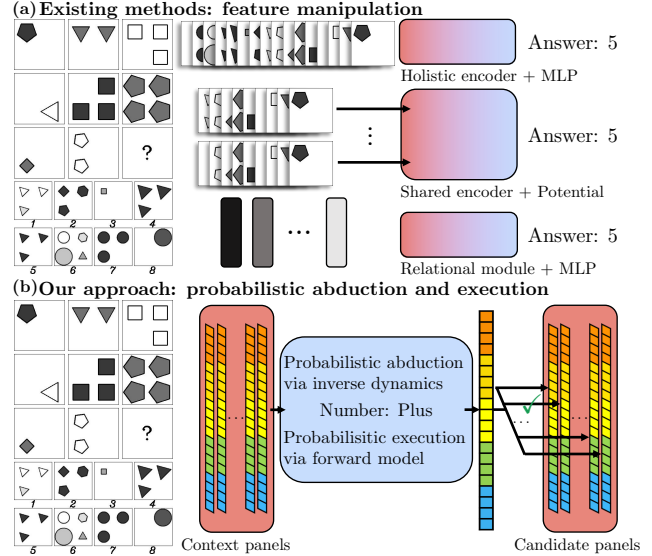 (a) Existing methods: feature manipulation
?
1 2 3 4
5 6 7 8
Answer: 5
Holistic encoder + MLP
Answer: 5
Shared encoder + Potential
Answer: 5
Relational module + MLP
(b) Our approach: probabilistic abduction and execution
?
1 2 3 4
5 6 7 8
Context panels
Probabilistic abduction
via inverse dynamics
Number: Plus
Probabilisitic execution
via forward model
Candidate panels